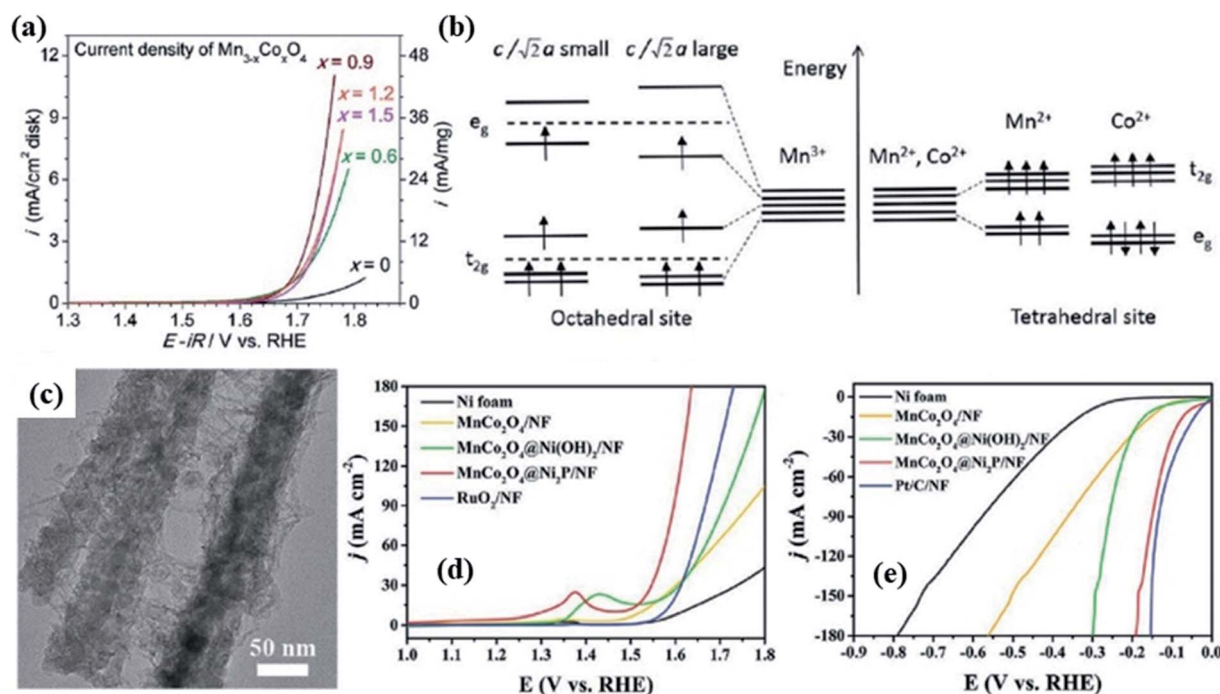 (a)
Current density of Mn3-xCoxO4
x = 0.9
x = 1.2
x = 1.5
x = 0.6
x = 0
12
9
6
3
0
48
36
24
12
0
i (mA/cm² disk)
i (mA/mg)
1.3 1.4 1.5 1.6 1.7 1.8
E-iR / V vs. RHE
(b)
c/√2a small c/√2a large
Energy
eg
t2g
Mn3+
Mn2+, Co2+
Mn2+ Co2+
t2g
eg
Octahedral site
Tetrahedral site
(c)
50 nm
180
150
120
90
60
30
0
j (mA cm-2)
Ni foam
MnCo2O4/NF
MnCo2O4@Ni(OH)2/NF
MnCo2O4@Ni2P/NF
RuO2/NF
(d)
1.0 1.1 1.2 1.3 1.4 1.5 1.6 1.7 1.8
E (V vs. RHE)
0
-30
-60
-90
-120
-150
-180
j (mA cm-2)
Ni foam
MnCo2O4/NF
MnCo2O4@Ni(OH)2/NF
MnCo2O4@Ni2P/NF
Pt/C/NF
(e)
-0.9 -0.8 -0.7 -0.6 -0.5 -0.4 -0.3 -0.2 -0.1 0.0
E (V vs. RHE)